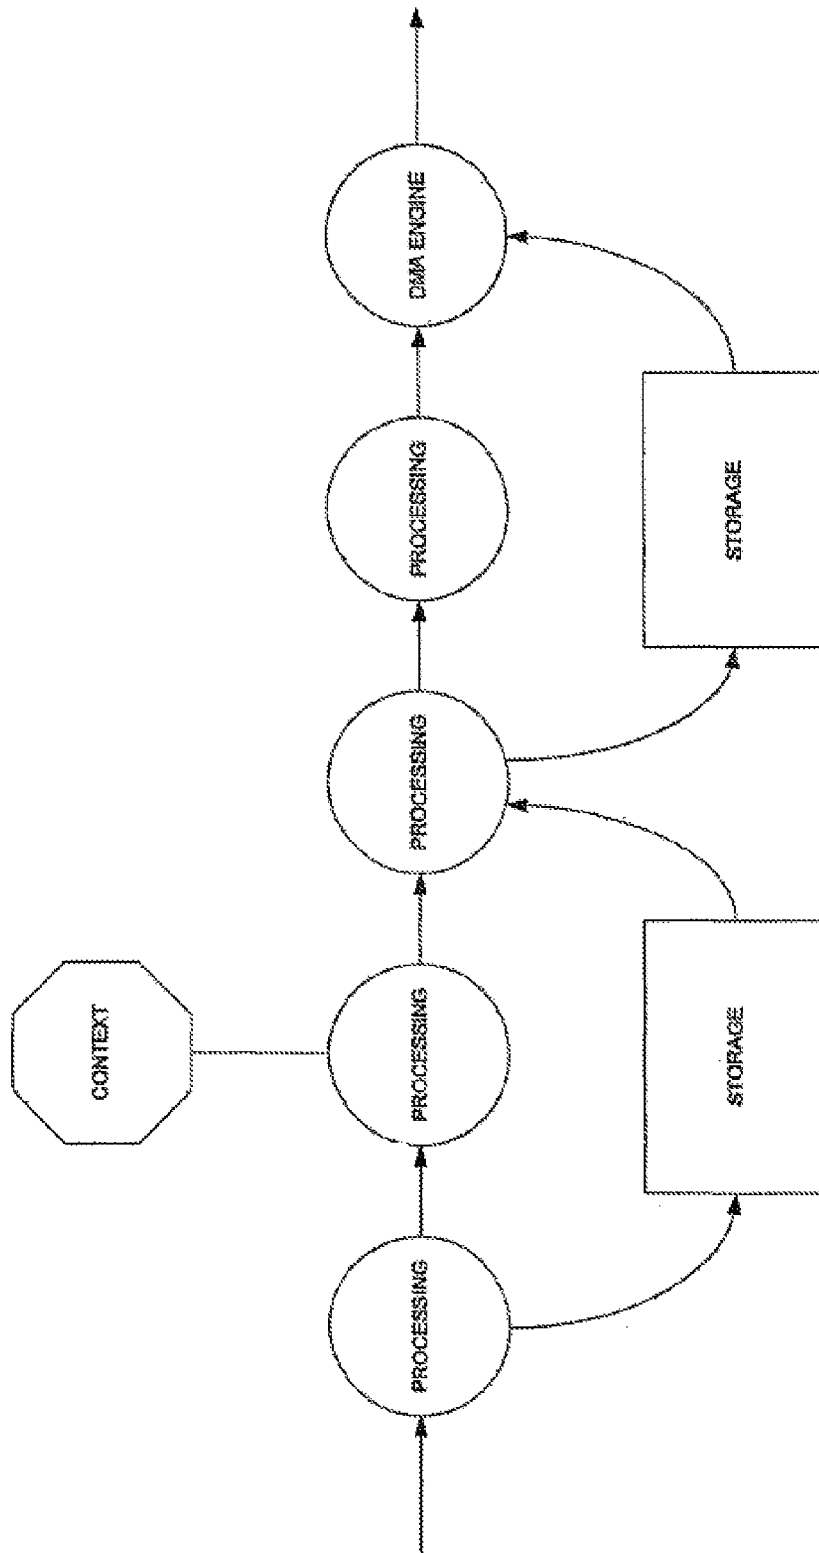 CONTEXT
PROCESSING
PROCESSING
PROCESSING
PROCESSING
DMA ENGINE
STORAGE
STORAGE